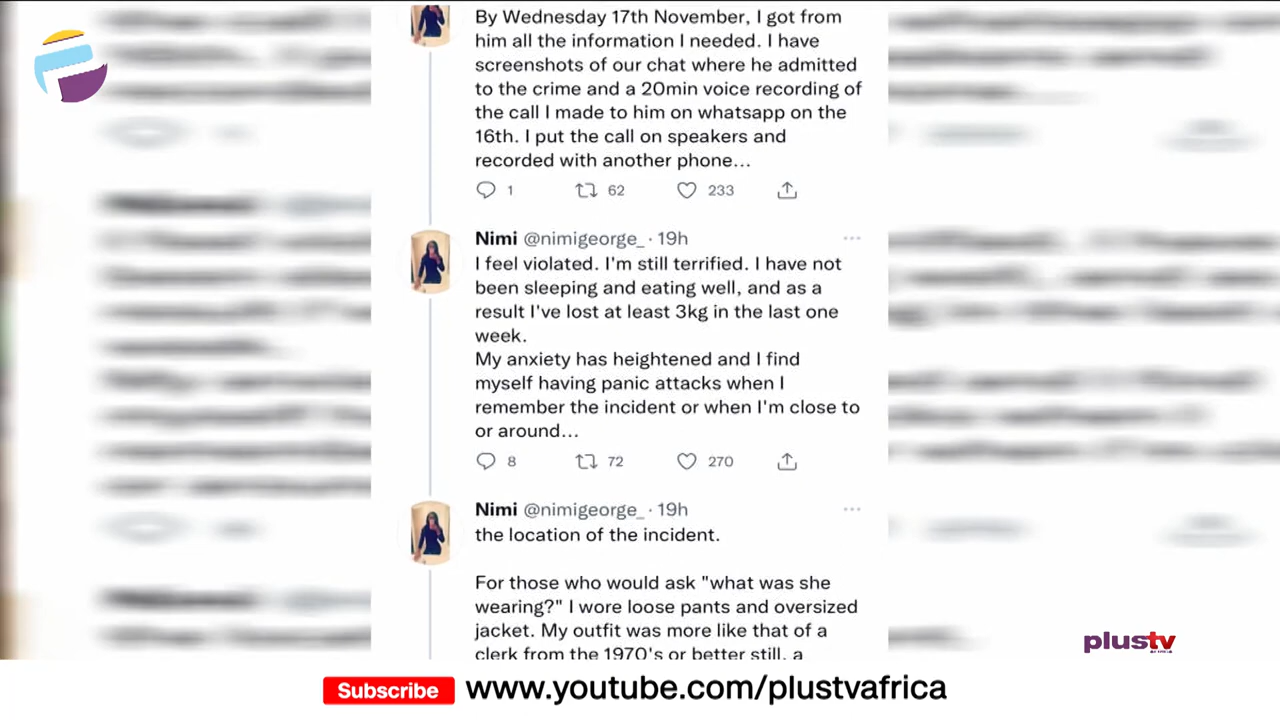 By Wednesday 17th November, I got from
him all the information I needed. I have
screenshots of our chat where he admitted
to the crime and a 20min voice recording of
the call I made to him on whatsapp on the
16th. I put the call on speakers and
recorded with another phone...
1 62 233
Nimi @nimigeorge_ · 19h
I feel violated. I'm still terrified. I have not
been sleeping and eating well, and as a
result I've lost at least 3kg in the last one
week.
My anxiety has heightened and I find
myself having panic attacks when I
remember the incident or when I'm close to
or around...
8 72 270
Nimi @nimigeorge_ · 19h
the location of the incident.
For those who would ask "what was she
wearing?" I wore loose pants and oversized
jacket. My outfit was more like that of a
clerk from the 1970's or better still, a
plustv
Subscribe www.youtube.com/plustvafrica